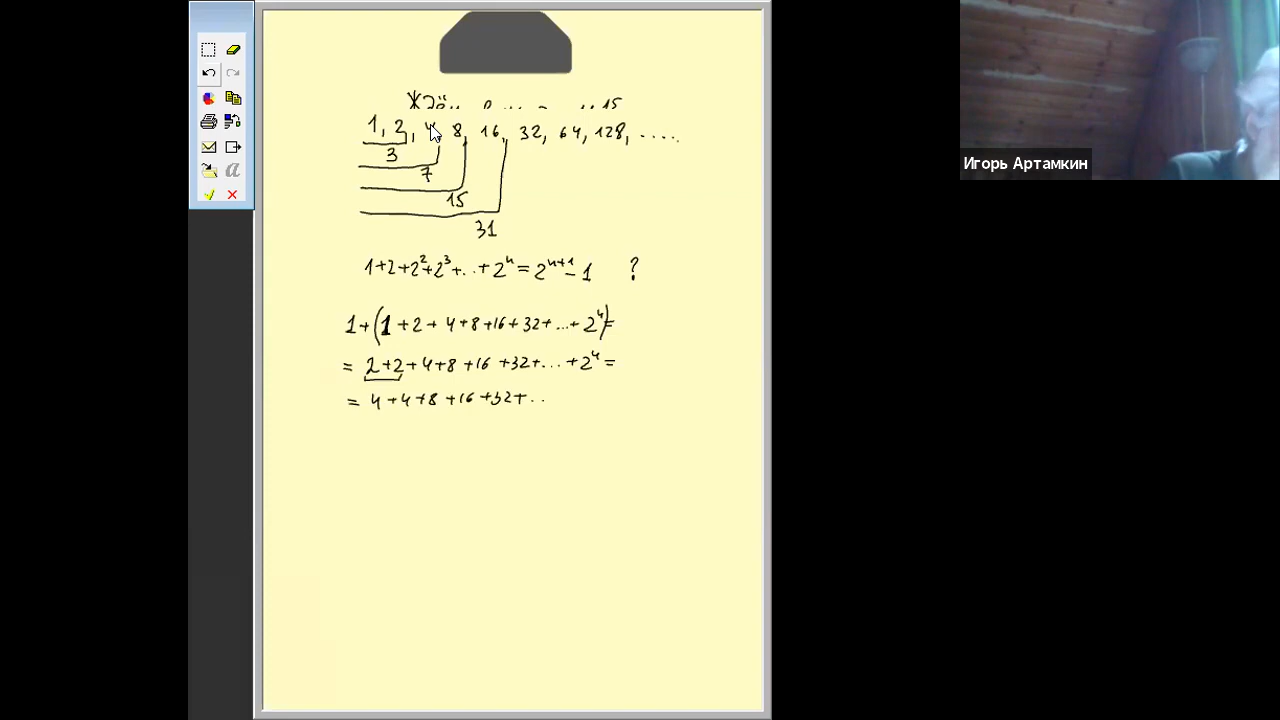 15
1, 2, 4, 8, 16, 32, 64, 128, ....
3
7
15
31
1+2+2²+2³+...+2ⁿ=2ⁿ⁺¹-1 ?
1+(1+2+4+8+16+32+...+2ⁿ)=
=2+2+4+8+16+32+...+2ⁿ=
=4+4+8+16+32+..
Игорь Артамкин